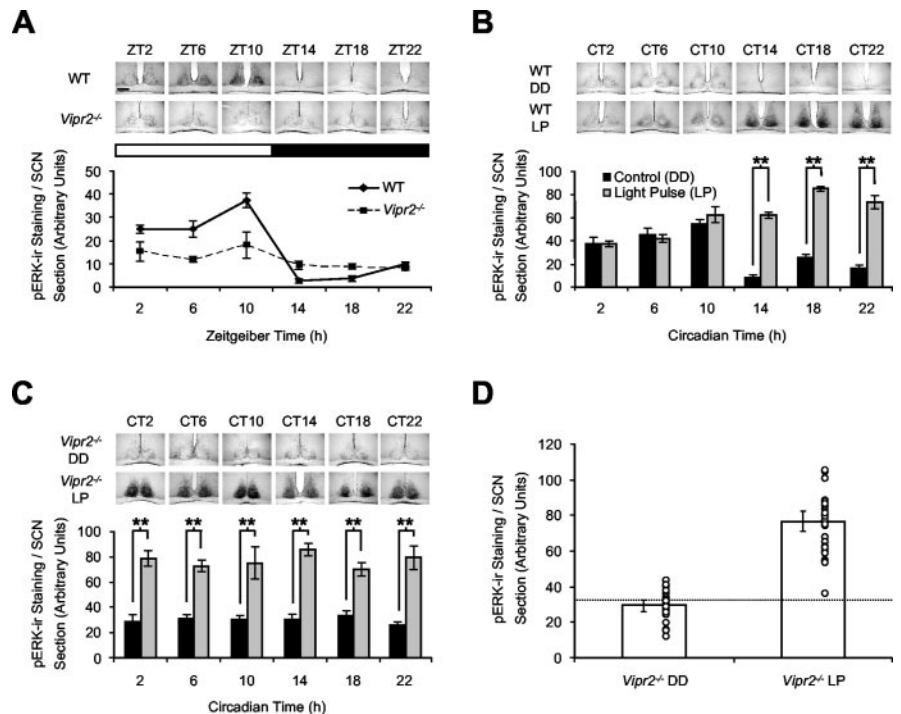 A
ZT2 ZT6 ZT10 ZT14 ZT18 ZT22
WT
Vipr2-/-
pERK-ir Staining / SCN
Section (Arbitrary Units)
50
40
30
20
10
0
WT
Vipr2-/-
2 6 10 14 18 22
Zeitgeiber Time (h)
B
CT2 CT6 CT10 CT14 CT18 CT22
WT
DD
WT
LP
pERK-ir Staining / SCN
Section (Arbitrary Units)
100
80
60
40
20
0
Control (DD)
Light Pulse (LP)
** ** **
2 6 10 14 18 22
Circadian Time (h)
C
CT2 CT6 CT10 CT14 CT18 CT22
Vipr2-/-
DD
Vipr2-/-
LP
pERK-ir Staining / SCN
Section (Arbitrary Units)
100
80
60
40
20
0
** ** ** ** ** **
2 6 10 14 18 22
Circadian Time (h)
D
pERK-ir Staining / SCN
Section (Arbitrary Units)
120
100
80
60
40
20
0
Vipr2-/- DD Vipr2-/- LP